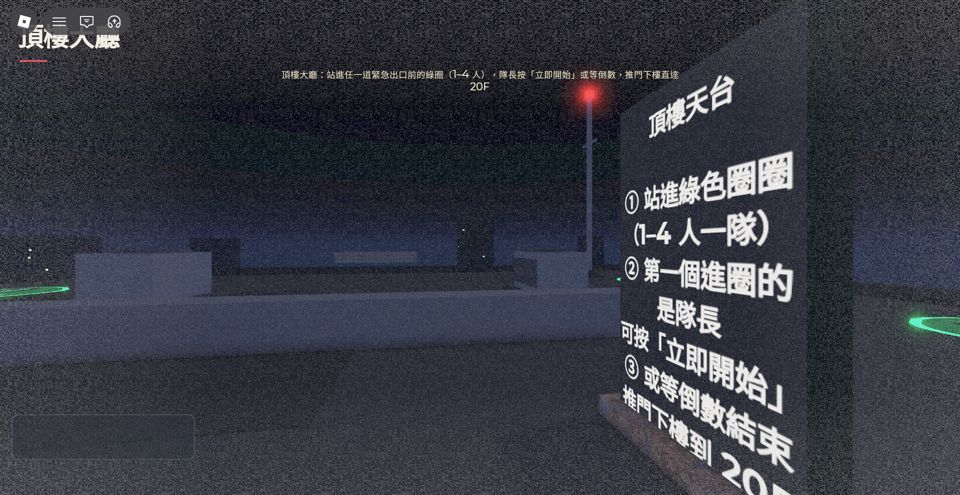 頂樓大廳
頂樓大廳：站進任一道緊急出口前的綠圈（1–4 人），隊長按「立即開始」或等倒數，推門下樓直達
20F
頂樓天台
① 站進綠色圈圈
（1–4 人一隊）
② 第一個進圈的
是隊長
可按「立即開始」
③ 或等倒數結束
推門下樓到 20F